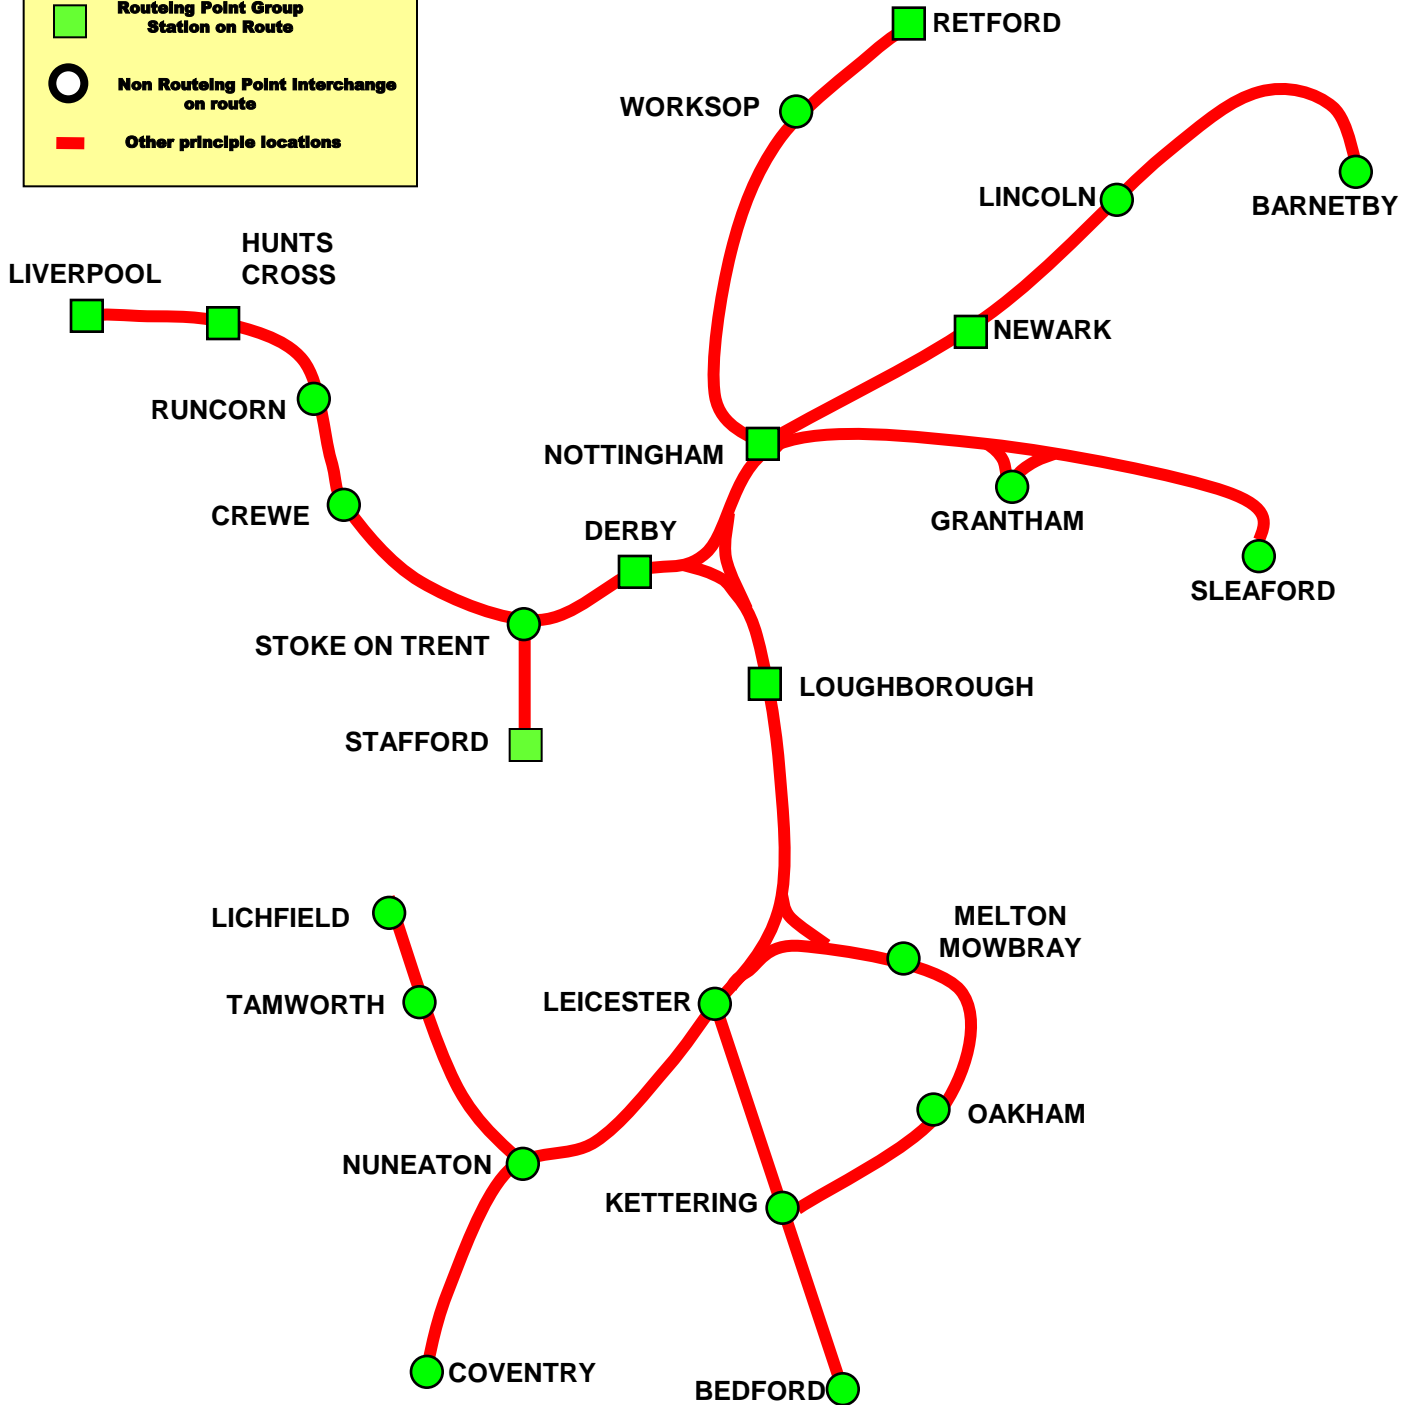 Routeing Point Group
Station on Route
Non Routeing Point Interchange
on route
Other principle locations
RETFORD
WORKSOP
LINCOLN
BARNETBY
HUNTS
CROSS
LIVERPOOL
NEWARK
RUNCORN
NOTTINGHAM
CREWE
GRANTHAM
DERBY
SLEAFORD
STOKE ON TRENT
LOUGHBOROUGH
STAFFORD
LICHFIELD
MELTON
MOWBRAY
TAMWORTH
LEICESTER
OAKHAM
NUNEATON
KETTERING
COVENTRY
BEDFORD